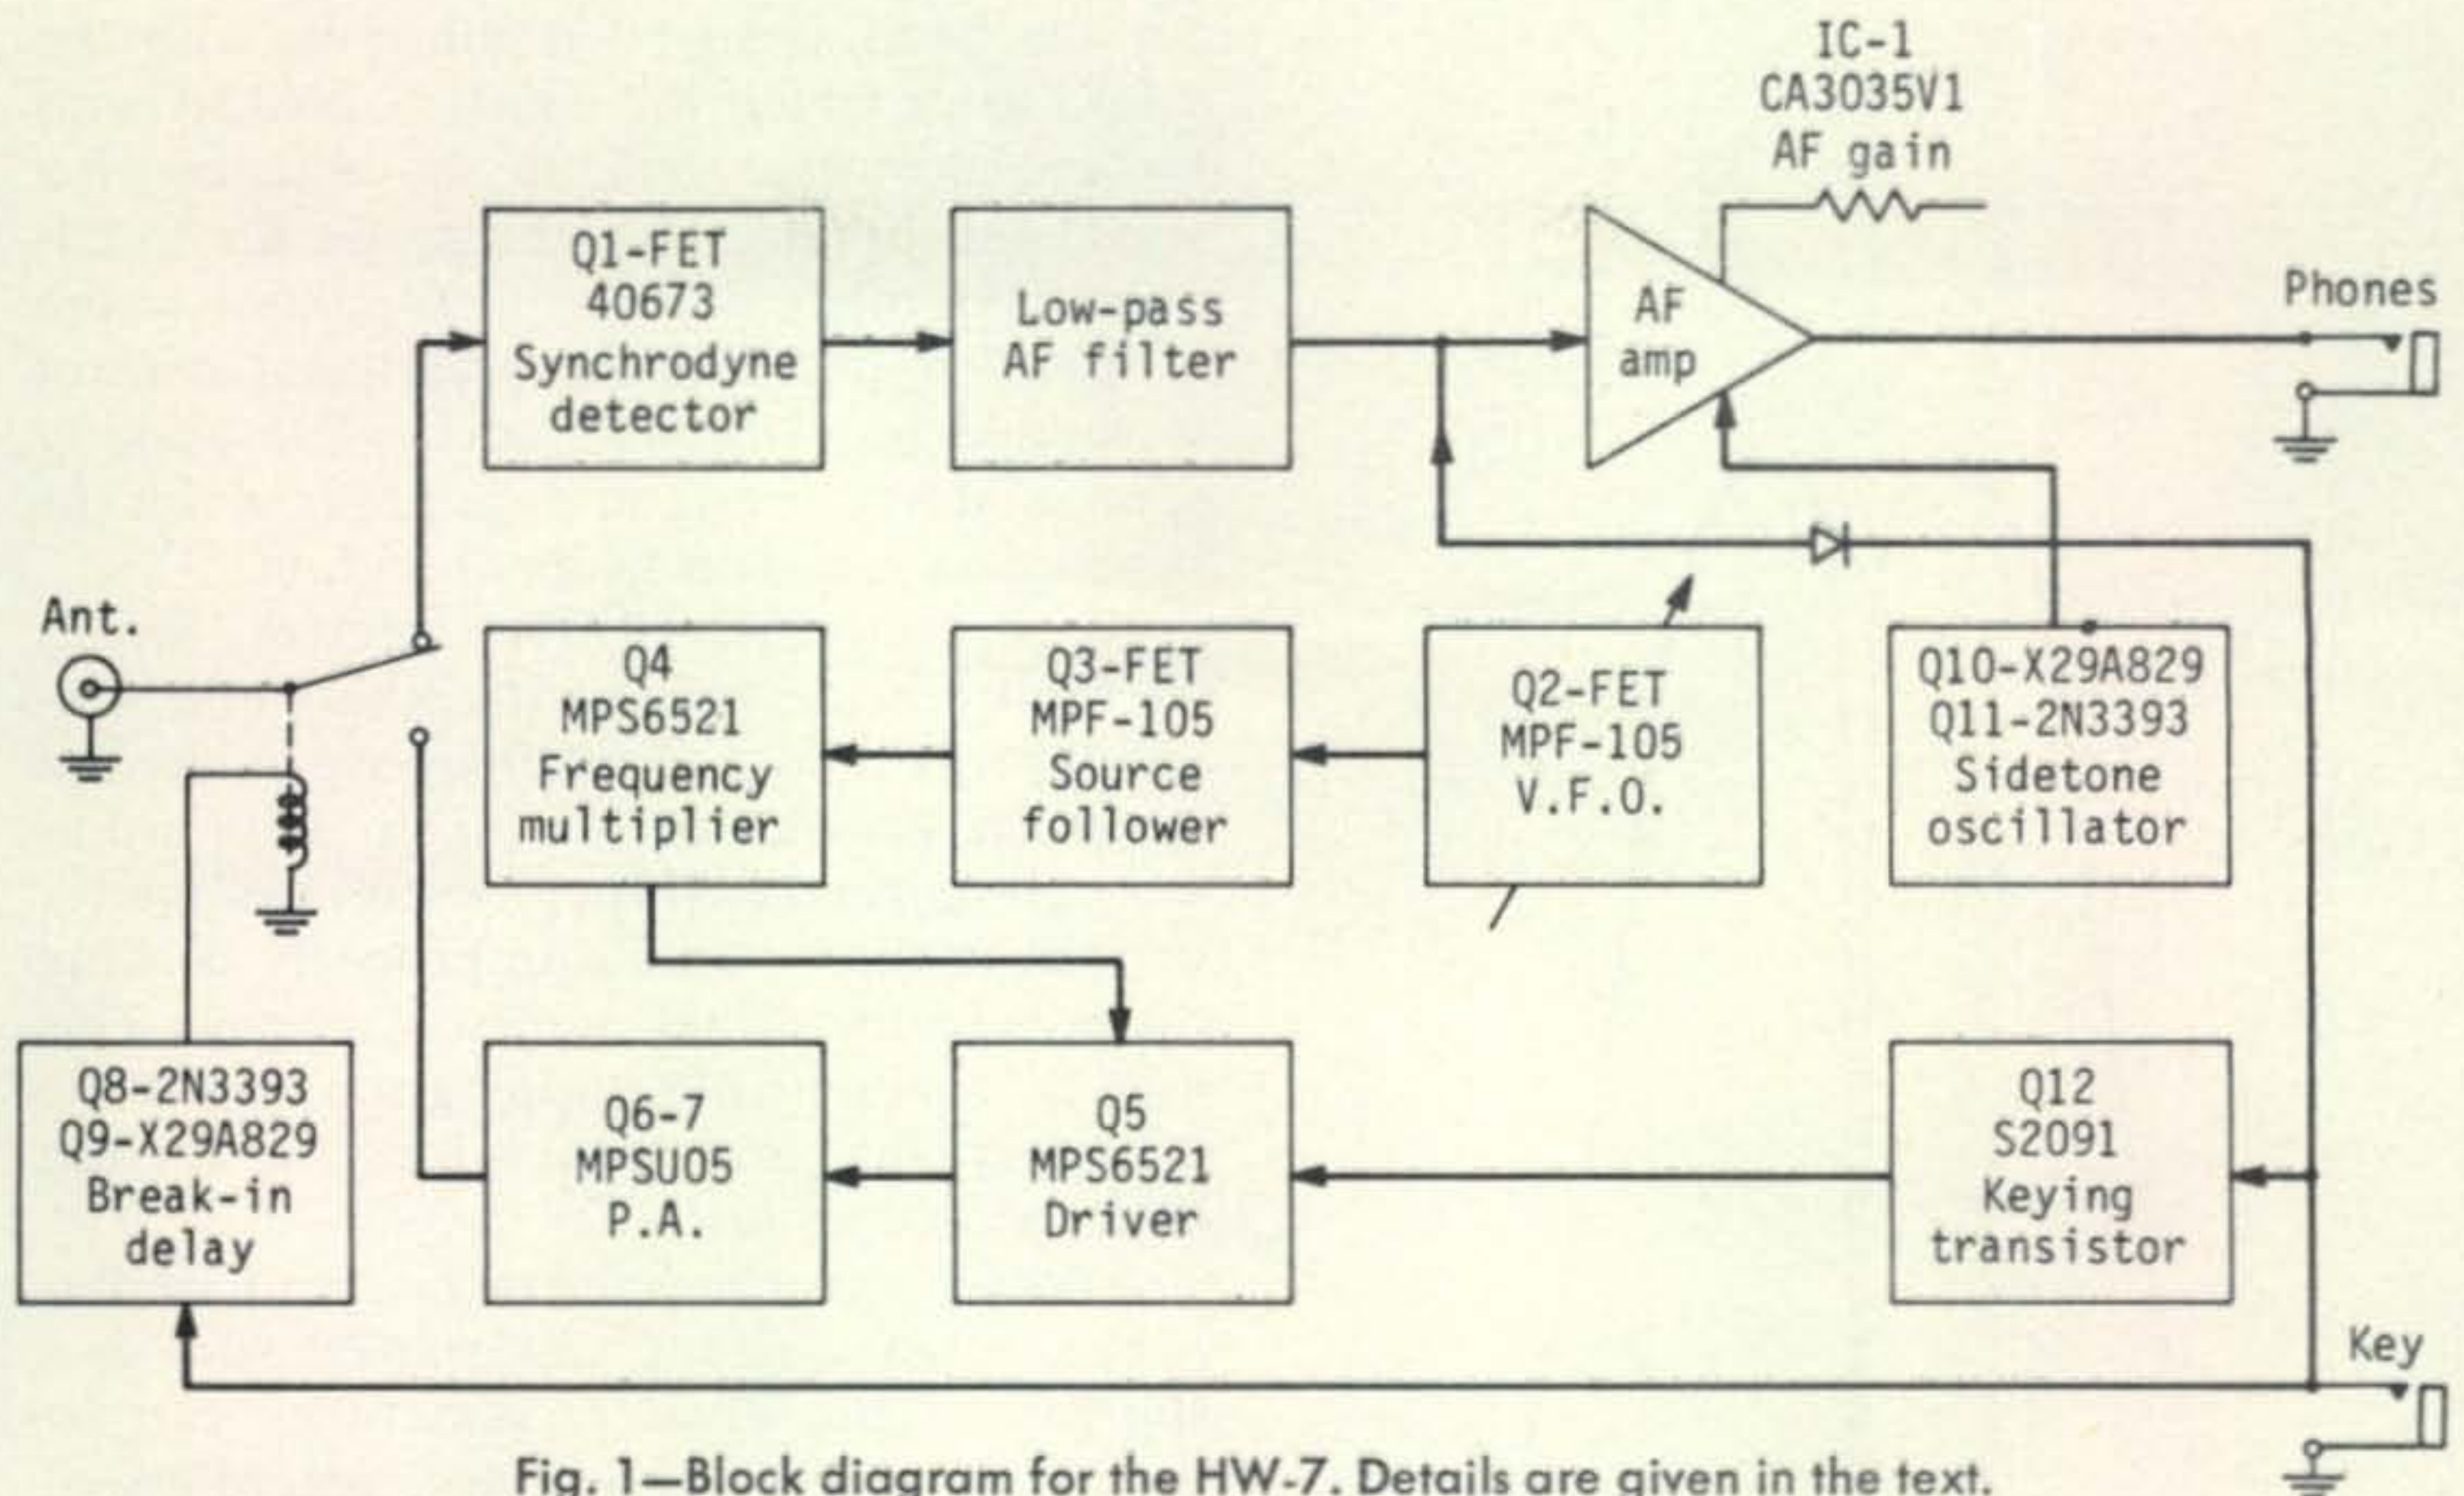 IC-1
CA3035V1
AF gain
Q1-FET
40673
Synchrodyne
detector
Low-pass
AF filter
AF
amp
Phones
Ant.
Q4
MPS6521
Frequency
multiplier
Q3-FET
MPF-105
Source
follower
Q2-FET
MPF-105
V.F.O.
Q10-X29A829
Q11-2N3393
Sidetone
oscillator
Q8-2N3393
Q9-X29A829
Break-in
delay
Q6-7
MPSU05
P.A.
Q5
MPS6521
Driver
Q12
S2091
Keying
transistor
Key
Fig. 1—Block diagram for the HW-7. Details are given in the text.